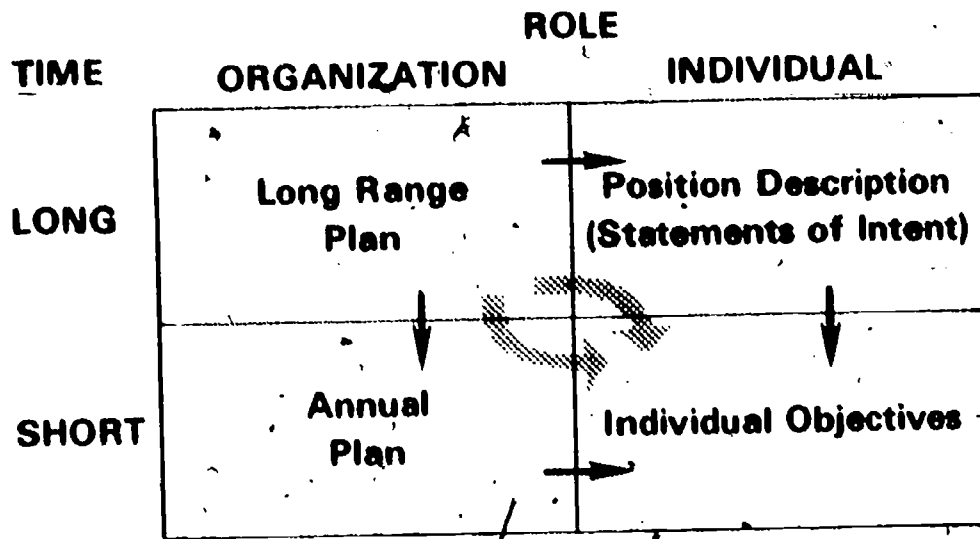 ROLE
TIME ORGANIZATION INDIVIDUAL
LONG
Long Range
Plan
Position Description
(Statements of Intent)
SHORT
Annual
Plan
Individual Objectives